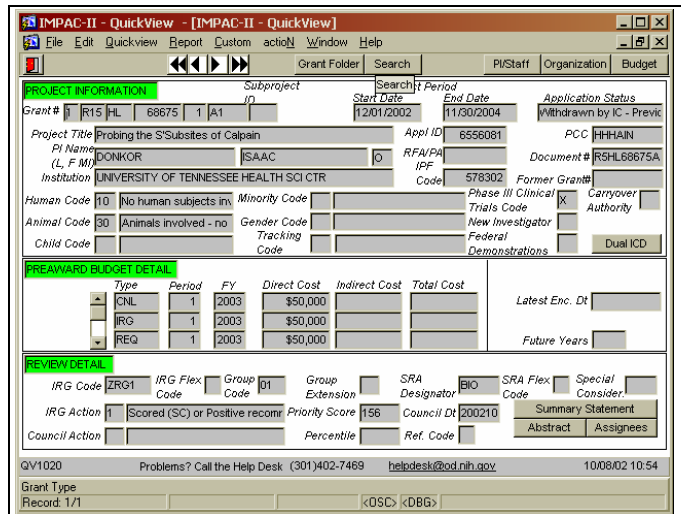 IMPAC-II - QuickView - [IMPAC-II - QuickView]
File Edit Quickview Report Custom actioN Window Help
Grant Folder Search PI/Staff Organization Budget
Search
PROJECT INFORMATION Subproject ID ct Period
Start Date End Date Application Status
Grant # 1 R15 HL 68675 1 A1 12/01/2002 11/30/2004 Withdrawn by IC - Previc
Project Title Probing the S'Subsites of Calpain Appl ID 6556081 PCC HHHAIN
PI Name (L, F MI) DONKOR ISAAC O RFA/PA Document # R5HL68675A
Institution UNIVERSITY OF TENNESSEE HEALTH SCI CTR IPF Code 578302 Former Grant#
Human Code 10 No human subjects inv Minority Code Phase III Clinical Trials Code X Carryover Authority
Animal Code 30 Animals involved - no Gender Code New Investigator
Child Code Tracking Code Federal Demonstrations Dual ICD
PREAWARD BUDGET DETAIL
Type Period FY Direct Cost Indirect Cost Total Cost
CNL 1 2003 $50,000 Latest Enc. Dt
IRG 1 2003 $50,000
REQ 1 2003 $50,000 Future Years
REVIEW DETAIL
IRG Code ZRG1 IRG Flex Code Group Code 01 Group Extension SRA Designator BIO SRA Flex Code Special Consider.
IRG Action 1 Scored (SC) or Positive recomr Priority Score 156 Council Dt 200210 Summary Statement
Council Action Percentile Ref. Code Abstract Assignees
QV1020 Problems? Call the Help Desk (301)402-7469 helpdesk@od.nih.gov 10/08/02 10:54
Grant Type
Record: 1/1 <OSC> <DBG>